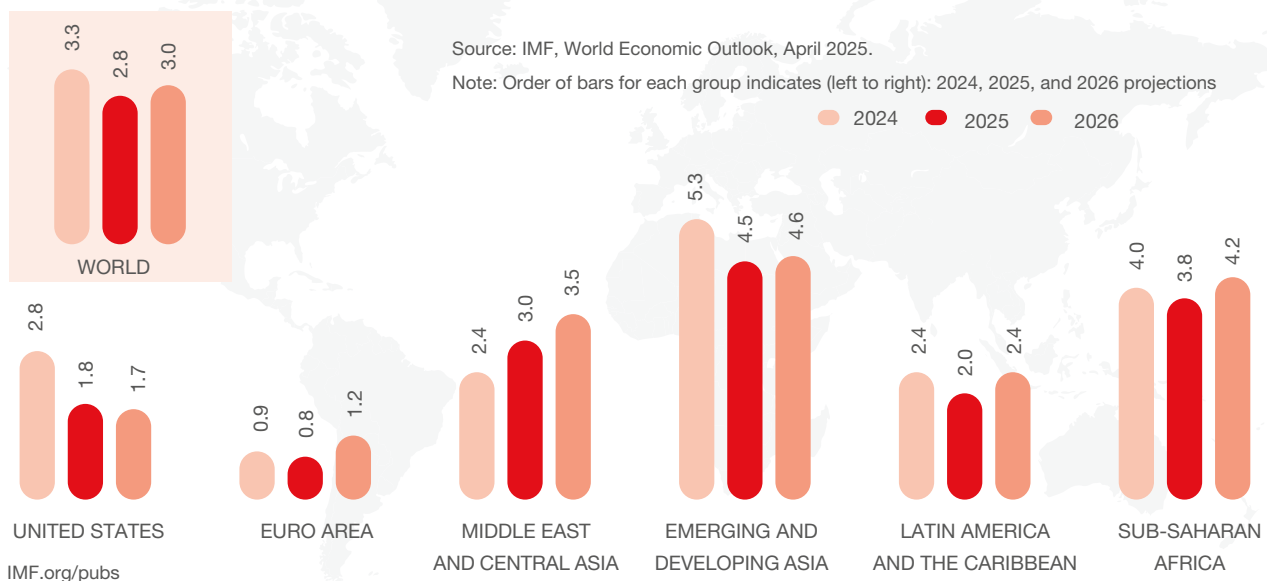 3.3
2.8
3.0
WORLD
Source: IMF, World Economic Outlook, April 2025.
Note: Order of bars for each group indicates (left to right): 2024, 2025, and 2026 projections
2024 2025 2026
2.8
1.8
1.7
UNITED STATES
0.9
0.8
1.2
EURO AREA
2.4
3.0
3.5
MIDDLE EAST
AND CENTRAL ASIA
5.3
4.5
4.6
EMERGING AND
DEVELOPING ASIA
2.4
2.0
2.4
LATIN AMERICA
AND THE CARIBBEAN
4.0
3.8
4.2
SUB-SAHARAN
AFRICA
IMF.org/pubs